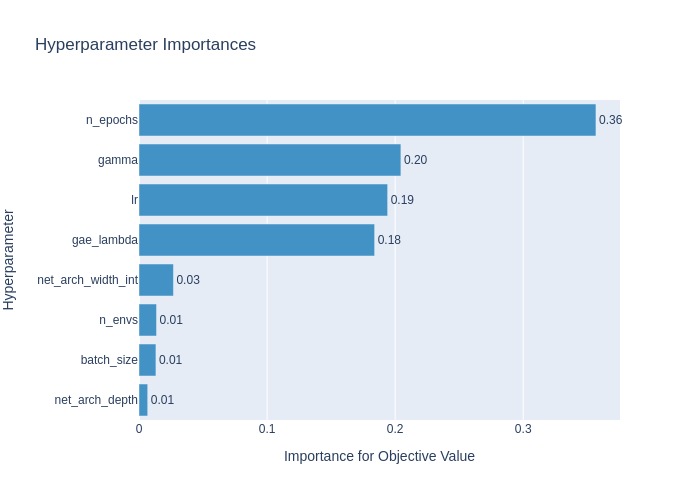 Hyperparameter Importances
Hyperparameter
n_epochs 0.36
gamma 0.20
lr 0.19
gae_lambda 0.18
net_arch_width_int 0.03
n_envs 0.01
batch_size 0.01
net_arch_depth 0.01
0 0.1 0.2 0.3
Importance for Objective Value